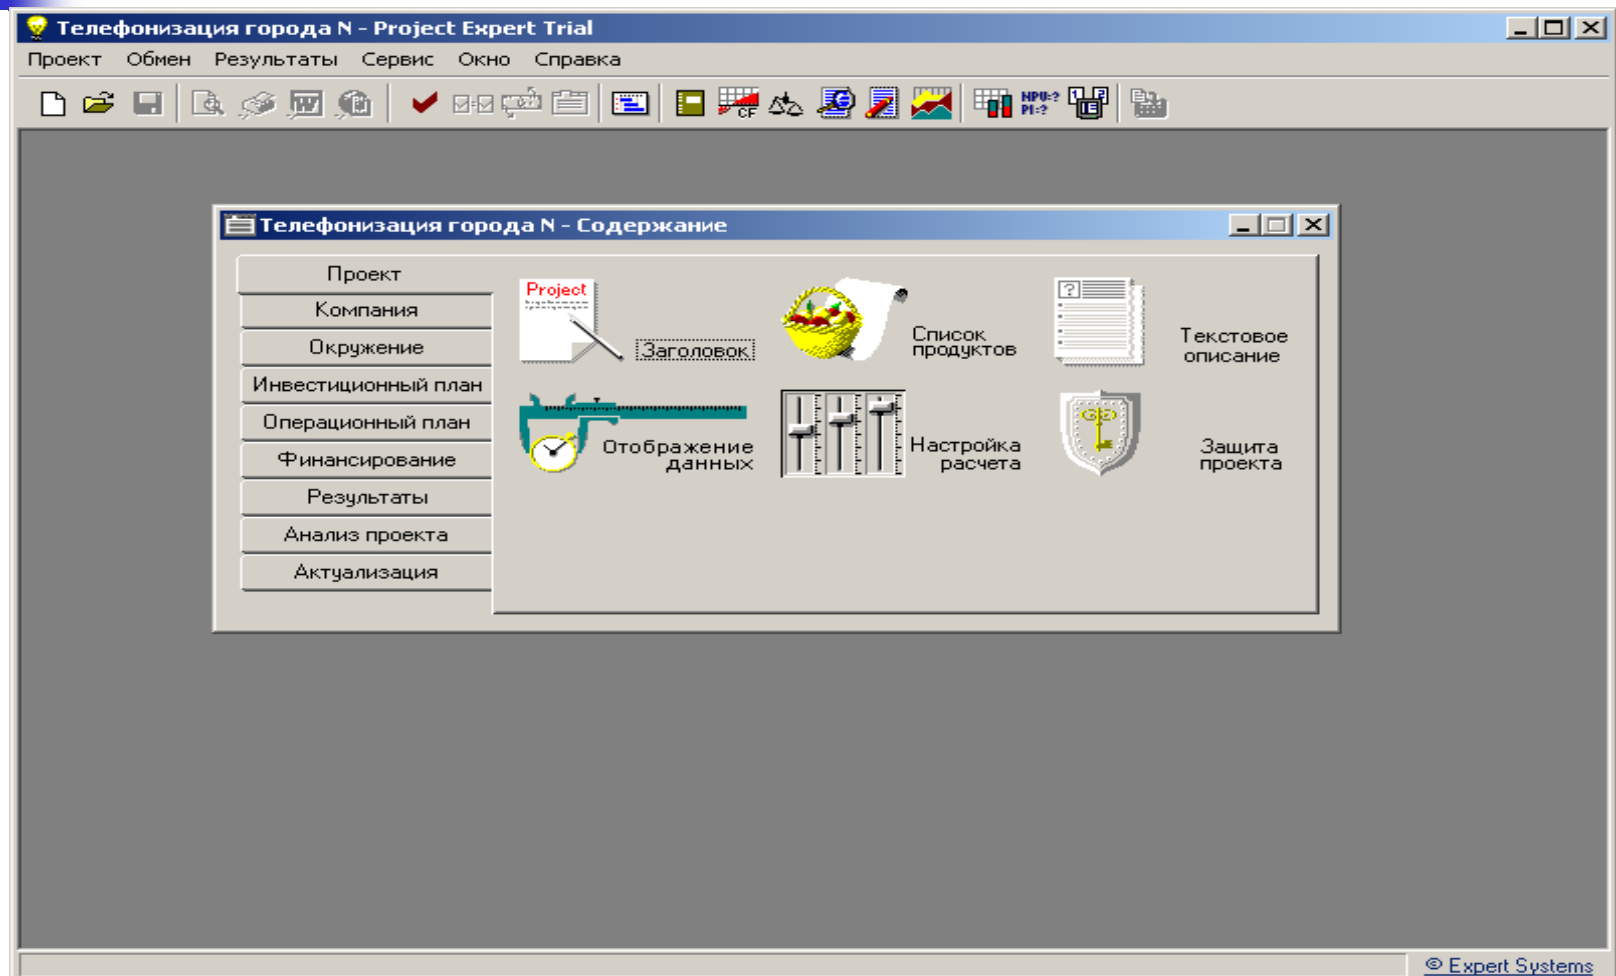 Телефонизация города N - Project Expert Trial
Проект Обмен Результаты Сервис Окно Справка
CF
NPV:?
PI:?
Телефонизация города N - Содержание
Проект
Компания
Окружение
Инвестиционный план
Операционный план
Финансирование
Результаты
Анализ проекта
Актуализация
Project
Заголовок
Список
продуктов
Текстовое
описание
Отображение
данных
Настройка
расчета
Защита
проекта
© Expert Systems